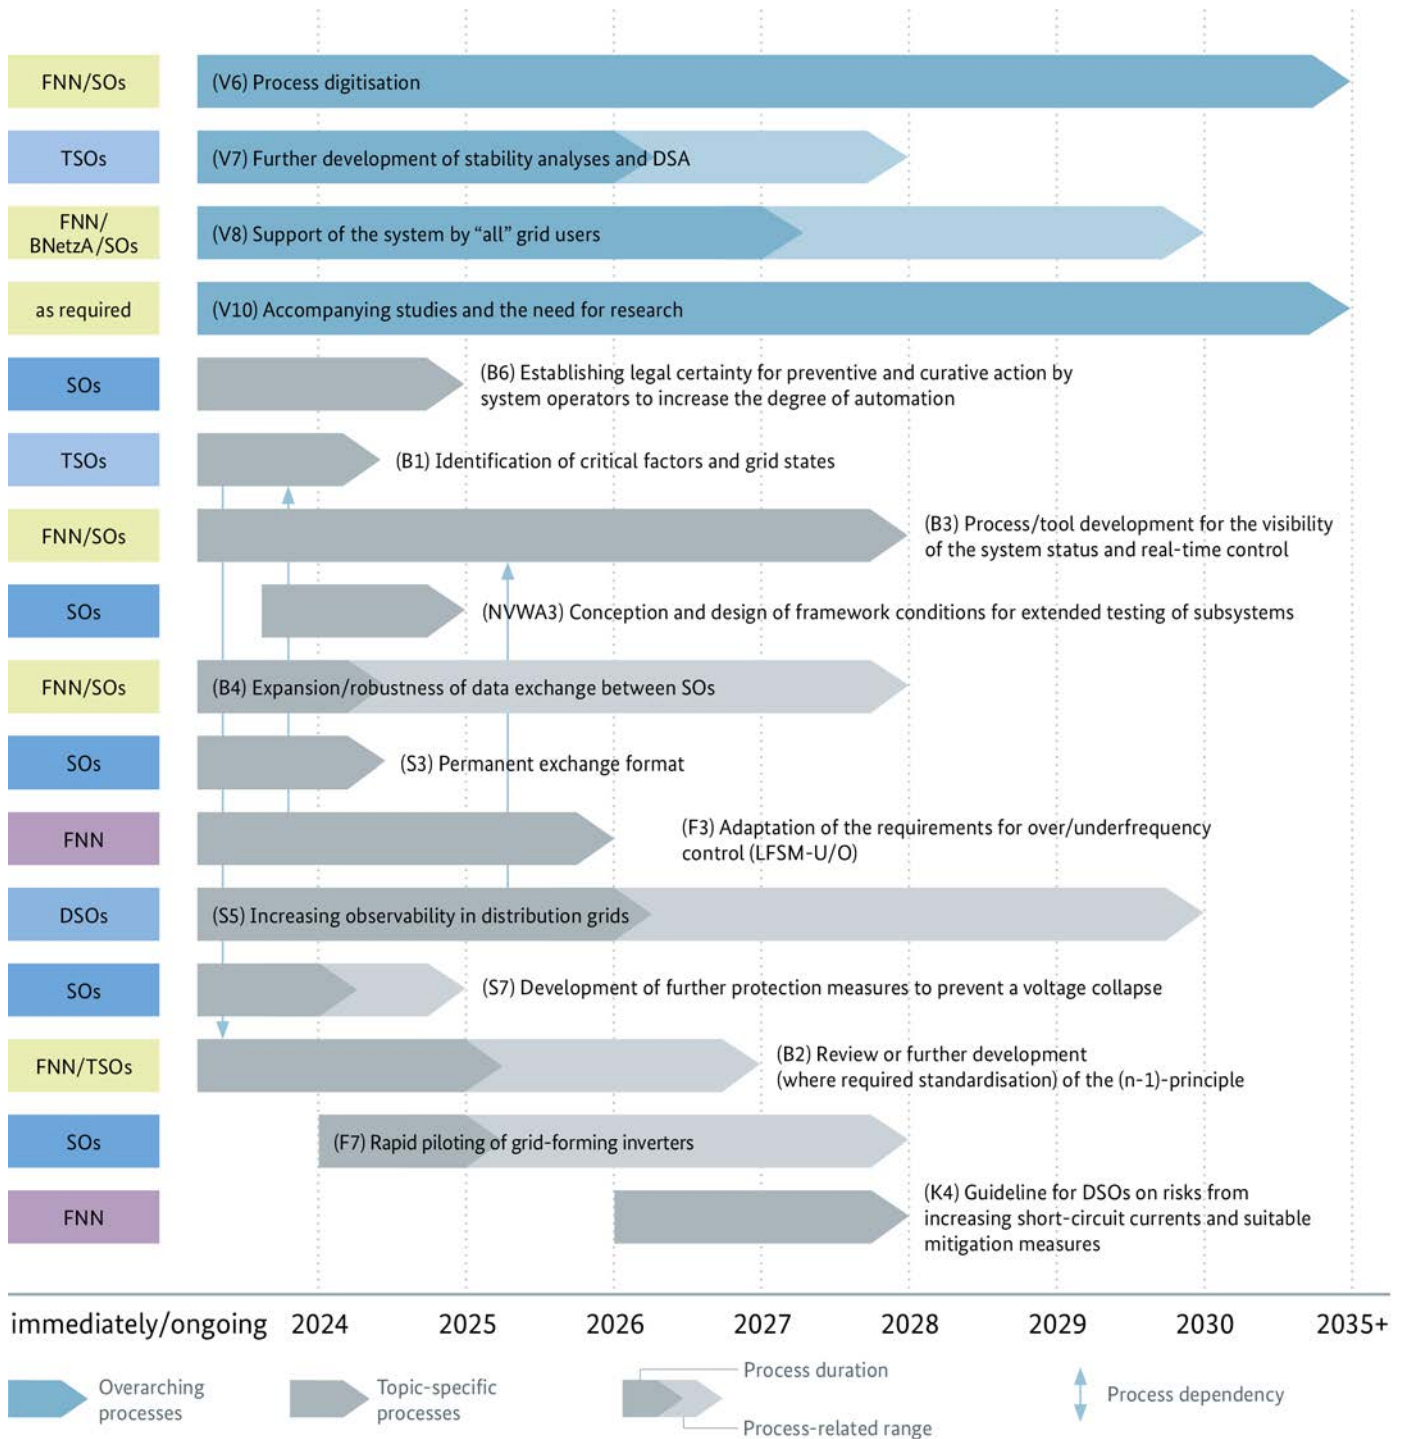 FNN/SOs
(V6) Process digitisation
TSOs
(V7) Further development of stability analyses and DSA
FNN/
BNetzA/SOs
(V8) Support of the system by “all” grid users
as required
(V10) Accompanying studies and the need for research
SOs
(B6) Establishing legal certainty for preventive and curative action by
system operators to increase the degree of automation
TSOs
(B1) Identification of critical factors and grid states
FNN/SOs
(B3) Process/tool development for the visibility
of the system status and real-time control
SOs
(NVWA3) Conception and design of framework conditions for extended testing of subsystems
FNN/SOs
(B4) Expansion/robustness of data exchange between SOs
SOs
(S3) Permanent exchange format
FNN
(F3) Adaptation of the requirements for over/underfrequency
control (LFSM-U/O)
DSOs
(S5) Increasing observability in distribution grids
SOs
(S7) Development of further protection measures to prevent a voltage collapse
FNN/TSOs
(B2) Review or further development
(where required standardisation) of the (n-1)-principle
SOs
(F7) Rapid piloting of grid-forming inverters
FNN
(K4) Guideline for DSOs on risks from
increasing short-circuit currents and suitable
mitigation measures
immediately/ongoing 2024 2025 2026 2027 2028 2029 2030 2035+
Overarching
processes
Topic-specific
processes
Process duration
Process-related range
Process dependency